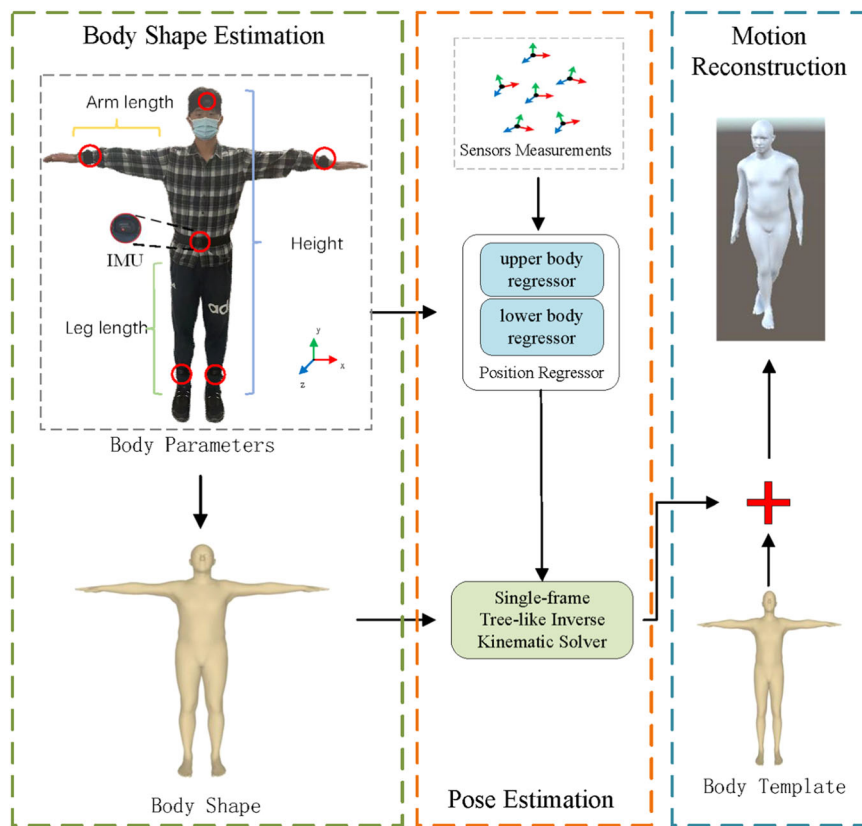 Body Shape Estimation
Arm length
IMU
Height
Leg length
y
x
z
Body Parameters
Body Shape
Sensors Measurements
upper body
regressor
lower body
regressor
Position Regressor
Single-frame
Tree-like Inverse
Kinematic Solver
Pose Estimation
Motion
Reconstruction
Body Template